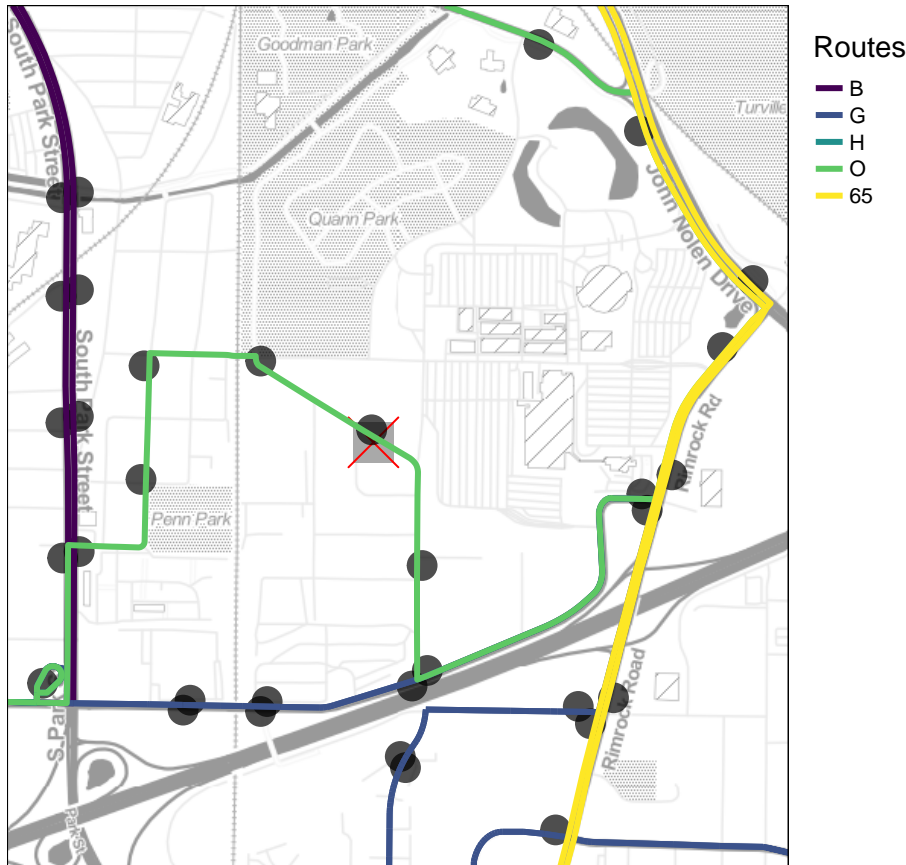 Routes
B
G
H
O
65
Goodman Park
South Park Street
Turville
Quann Park
John Nolen Drive
South Park Street
Rimrock Rd
Penn Park
S Park
Rimrock Road
Park St